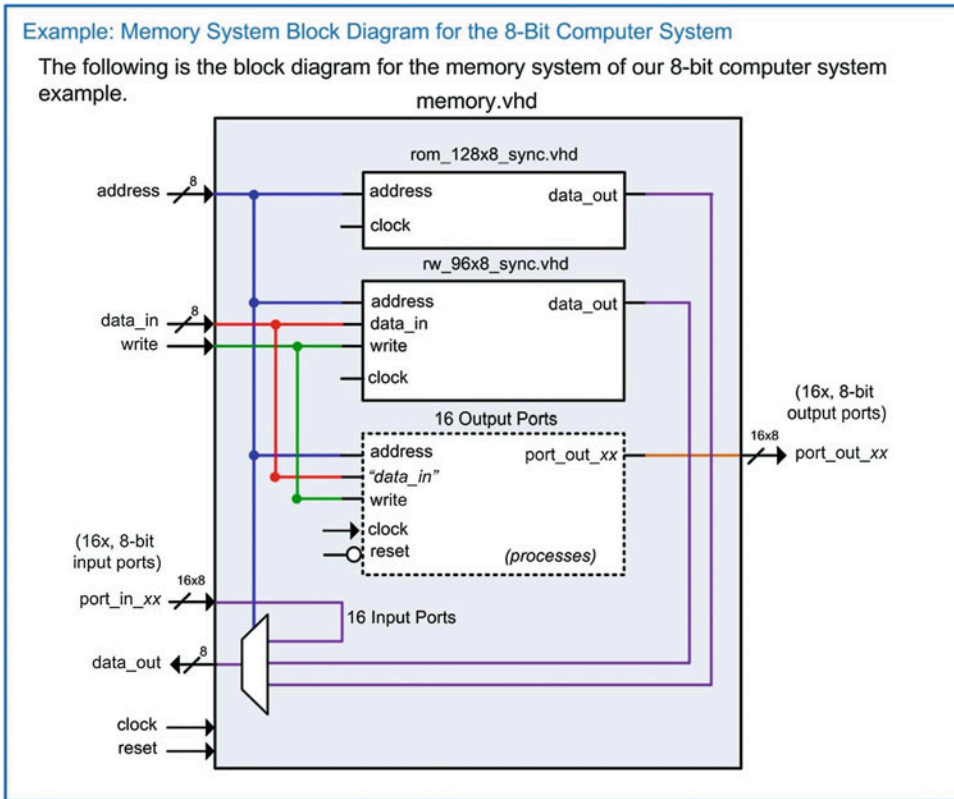 Example: Memory System Block Diagram for the 8-Bit Computer System
The following is the block diagram for the memory system of our 8-bit computer system
example.
memory.vhd
rom_128x8_sync.vhd
address
8
address
data_out
clock
rw_96x8_sync.vhd
address
data_out
data_in
8
data_in
write
write
clock
(16x, 8-bit
output ports)
16 Output Ports
address
port_out_xx
16x8
port_out_xx
"data_in"
write
clock
reset
(processes)
(16x, 8-bit
input ports)
16x8
port_in_xx
16 Input Ports
data_out
8
clock
reset